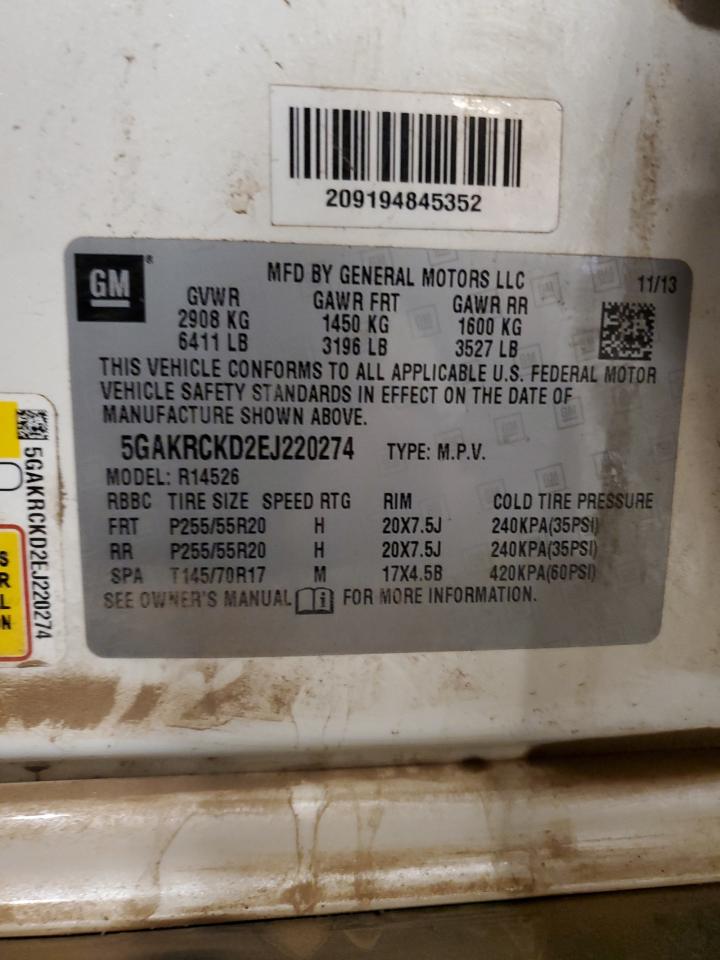 209194845352
GM®
MFD BY GENERAL MOTORS LLC 11/13
GVWR GAWR FRT GAWR RR
2908 KG 1450 KG 1600 KG
6411 LB 3196 LB 3527 LB
THIS VEHICLE CONFORMS TO ALL APPLICABLE U.S. FEDERAL MOTOR
VEHICLE SAFETY STANDARDS IN EFFECT ON THE DATE OF
MANUFACTURE SHOWN ABOVE.
5GAKRCKD2EJ220274 TYPE: M.P.V.
MODEL: R14526
RBBC TIRE SIZE SPEED RTG RIM COLD TIRE PRESSURE
FRT P255/55R20 H 20X7.5J 240KPA(35PSI)
RR P255/55R20 H 20X7.5J 240KPA(35PSI)
SPA T145/70R17 M 17X4.5B 420KPA(60PSI)
SEE OWNER'S MANUAL FOR MORE INFORMATION.
5GAKRCKD2EJ220274